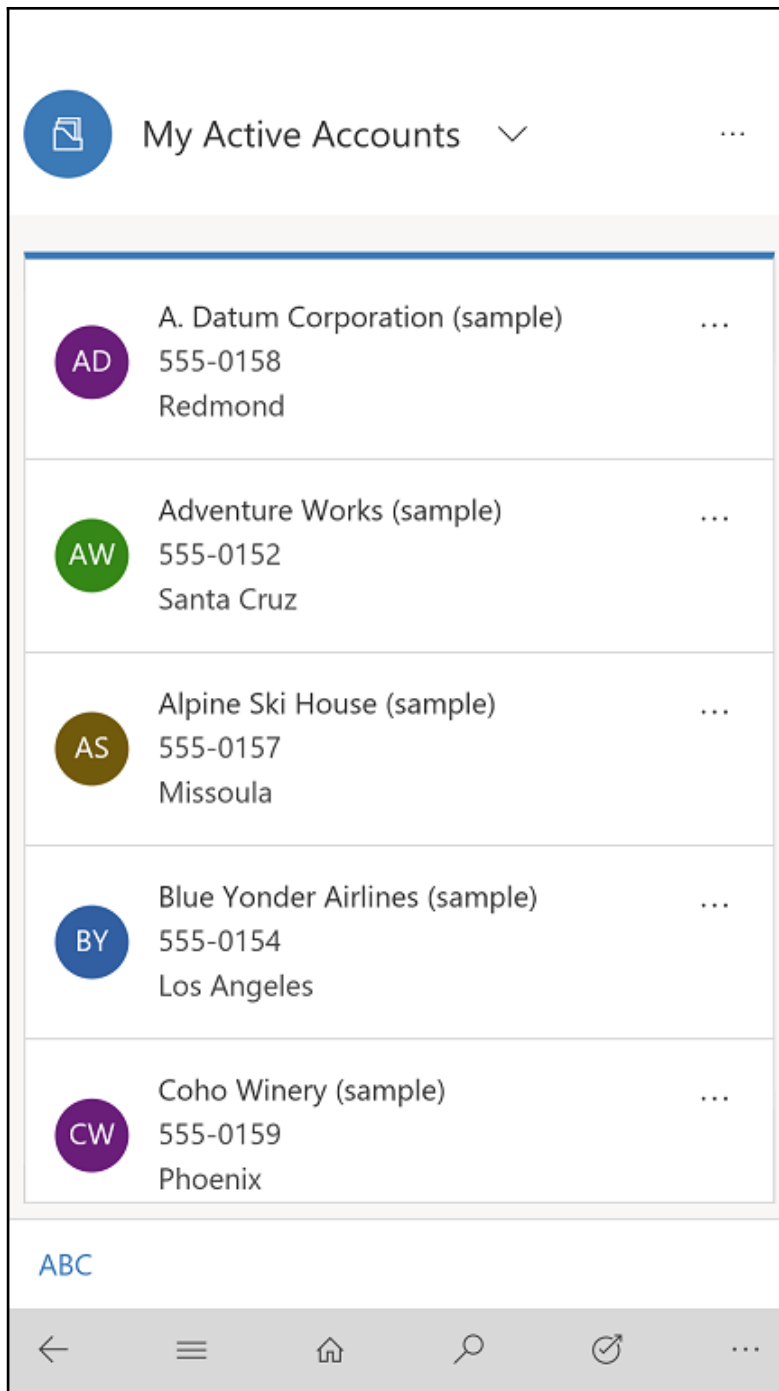 My Active Accounts
...
A. Datum Corporation (sample)
...
AD
555-0158
Redmond
Adventure Works (sample)
...
AW
555-0152
Santa Cruz
Alpine Ski House (sample)
...
AS
555-0157
Missoula
Blue Yonder Airlines (sample)
...
BY
555-0154
Los Angeles
Coho Winery (sample)
...
CW
555-0159
Phoenix
ABC
...